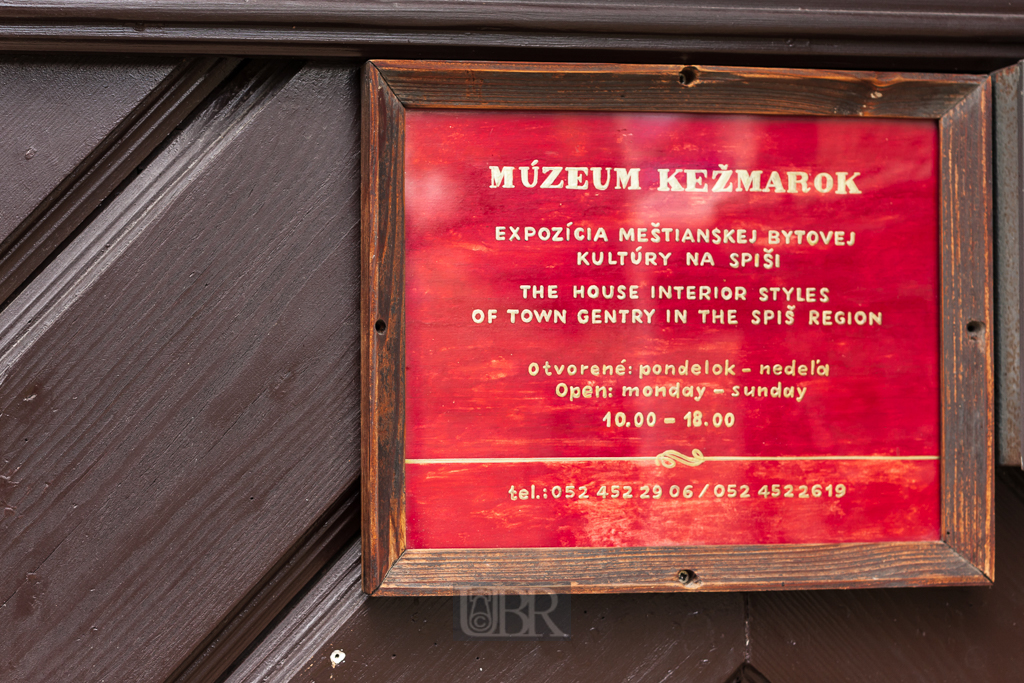 MÚZEUM KEŽMAROK
EXPOZÍCIA MEŠTIANSKEJ BYTOVEJ
KULTÚRY NA SPIŠI
THE HOUSE INTERIOR STYLES
OF TOWN GENTRY IN THE SPIŠ REGION
Otvorené: pondelok - nedeľa
Open: monday - sunday
10.00 - 18.00
tel.: 052 452 29 06 / 052 4522619
©UBR